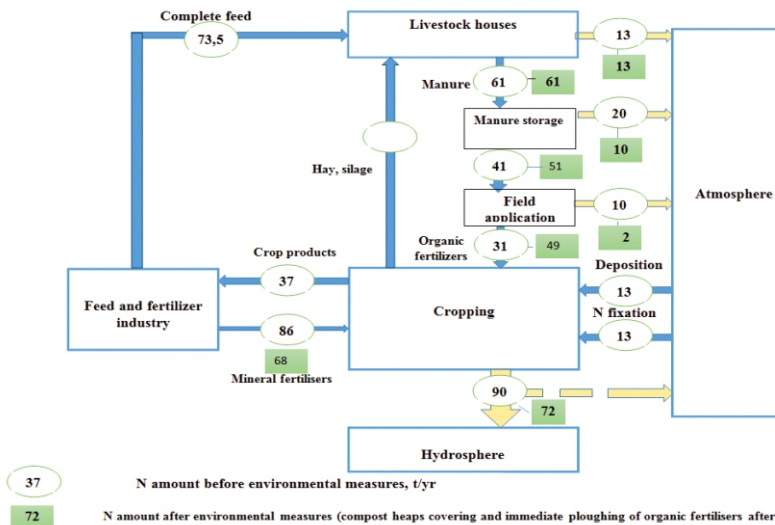 Complete feed
73,5
Livestock houses
13
13
Manure
61
61
Manure storage
20
10
Atmosphere
Hay, silage
41
51
Field
application
10
2
Organic
fertilizers
31
49
Deposition
13
Crop products
37
Feed and fertilizer
industry
Cropping
N fixation
13
86
68
Mineral fertilisers
90
72
Hydrosphere
37
N amount before environmental measures, t/yr
72
N amount after environmental measures (compost heaps covering and immediate ploughing of organic fertilisers after